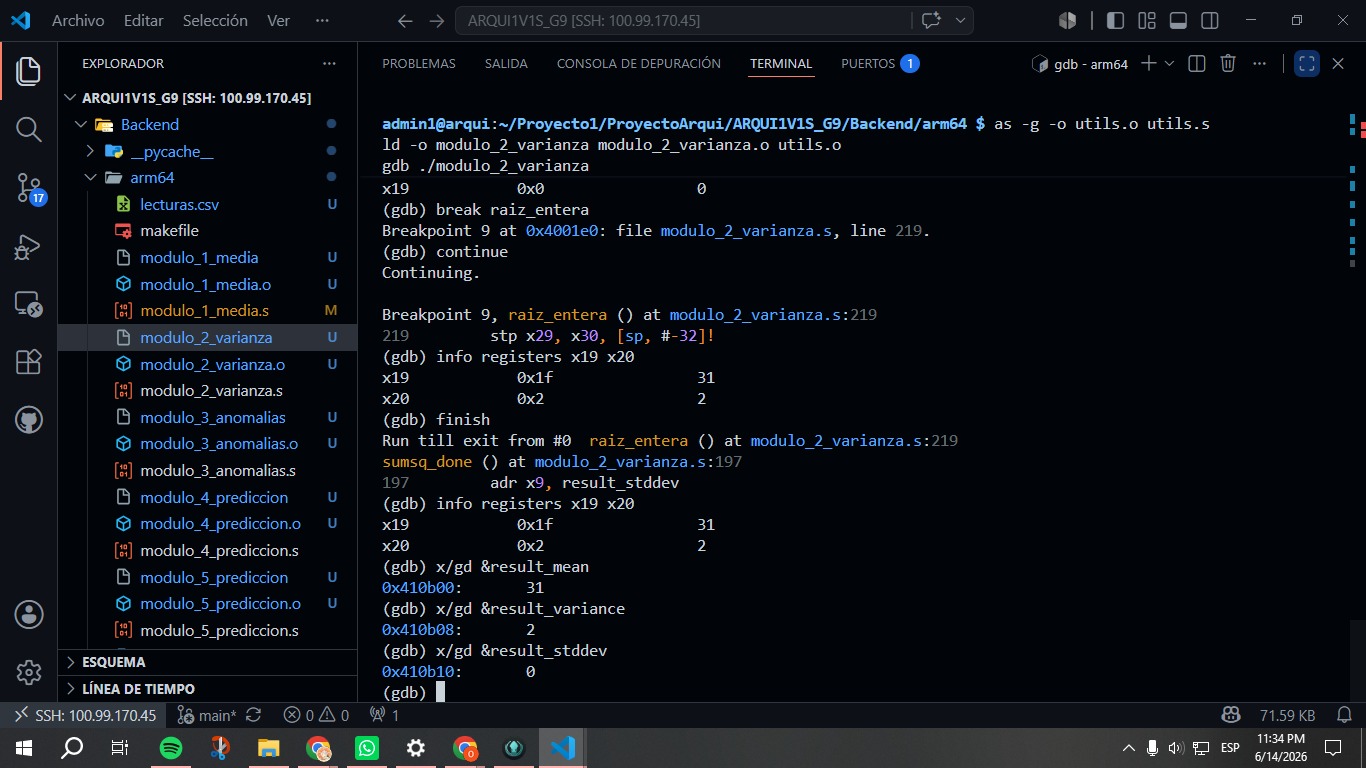 Archivo Editar Selección Ver ···
ARQUI1V1S_G9 [SSH: 100.99.170.45]
EXPLORADOR ···
PROBLEMAS SALIDA CONSOLA DE DEPURACIÓN TERMINAL PUERTOS 1 gdb - arm64 ···
ARQUI1V1S_G9 [SSH: 100.99.170.45]
Backend
__pycache__
arm64
lecturas.csv U
makefile
modulo_1_media U
modulo_1_media.o U
modulo_1_media.s M
modulo_2_varianza U
modulo_2_varianza.o U
modulo_2_varianza.s
modulo_3_anomalias U
modulo_3_anomalias.o U
modulo_3_anomalias.s
modulo_4_prediccion U
modulo_4_prediccion.o U
modulo_4_prediccion.s
modulo_5_prediccion U
modulo_5_prediccion.o U
modulo_5_prediccion.s
ESQUEMA
LÍNEA DE TIEMPO
17
admin1@arqui:~/Proyecto1/ProyectoArqui/ARQUI1V1S_G9/Backend/arm64 $ as -g -o utils.o utils.s
ld -o modulo_2_varianza modulo_2_varianza.o utils.o
gdb ./modulo_2_varianza
x19 0x0 0
(gdb) break raiz_entera
Breakpoint 9 at 0x4001e0: file modulo_2_varianza.s, line 219.
(gdb) continue
Continuing.
Breakpoint 9, raiz_entera () at modulo_2_varianza.s:219
219 stp x29, x30, [sp, #-32]!
(gdb) info registers x19 x20
x19 0x1f 31
x20 0x2 2
(gdb) finish
Run till exit from #0 raiz_entera () at modulo_2_varianza.s:219
sumsq_done () at modulo_2_varianza.s:197
197 adr x9, result_stddev
(gdb) info registers x19 x20
x19 0x1f 31
x20 0x2 2
(gdb) x/gd &result_mean
0x410b00: 31
(gdb) x/gd &result_variance
0x410b08: 2
(gdb) x/gd &result_stddev
0x410b10: 0
(gdb)
SSH: 100.99.170.45 main* 0 0 1 71.59 KB
ESP
11:34 PM
6/14/2026